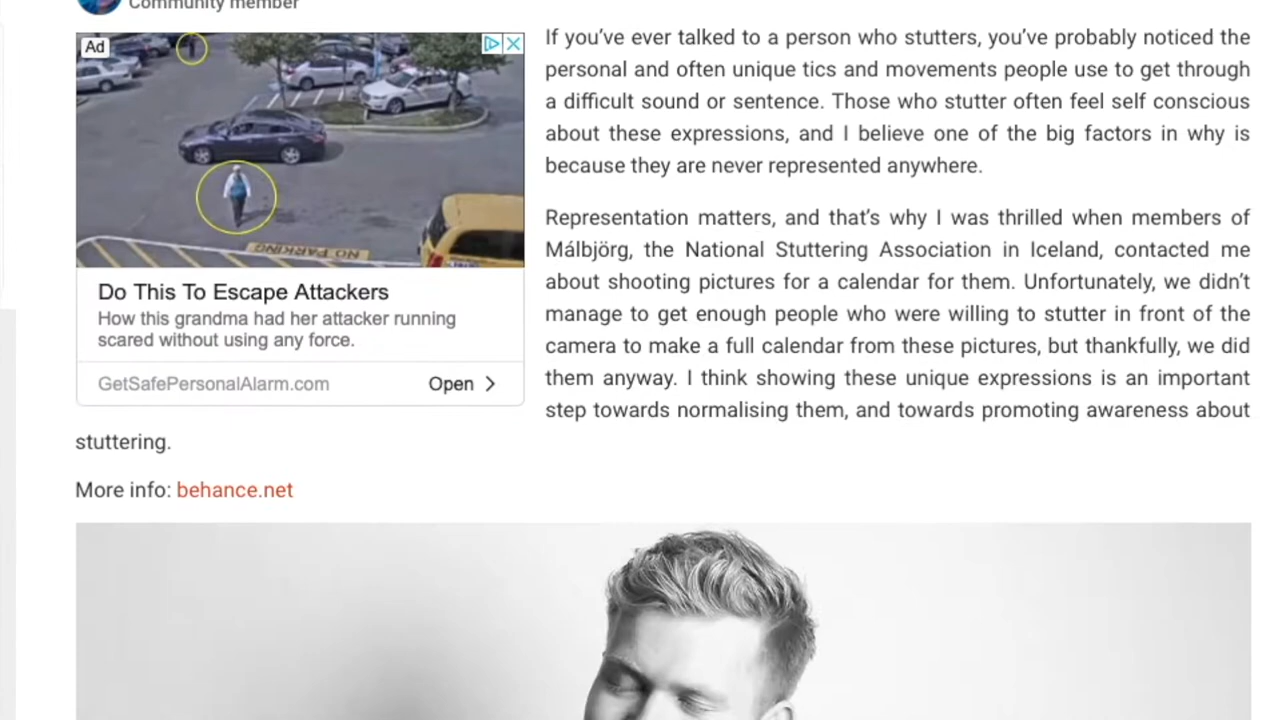 Community member
Ad
NO PARKING
Do This To Escape Attackers
How this grandma had her attacker running
scared without using any force.
GetSafePersonalAlarm.com
Open
If you’ve ever talked to a person who stutters, you’ve probably noticed the
personal and often unique tics and movements people use to get through
a difficult sound or sentence. Those who stutter often feel self conscious
about these expressions, and I believe one of the big factors in why is
because they are never represented anywhere.
Representation matters, and that’s why I was thrilled when members of
Málbjörg, the National Stuttering Association in Iceland, contacted me
about shooting pictures for a calendar for them. Unfortunately, we didn’t
manage to get enough people who were willing to stutter in front of the
camera to make a full calendar from these pictures, but thankfully, we did
them anyway. I think showing these unique expressions is an important
step towards normalising them, and towards promoting awareness about
stuttering.
More info: behance.net